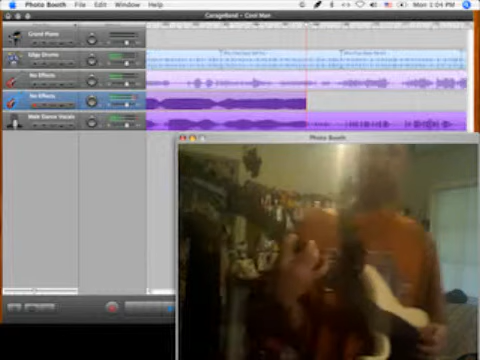 Photo Booth File Edit Window Help Mon 2:04 PM
GarageBand - Cool Man
Grand Piano
Edgy Drums
No Effects
No Effects
Male Dance Vocals
Photo Booth